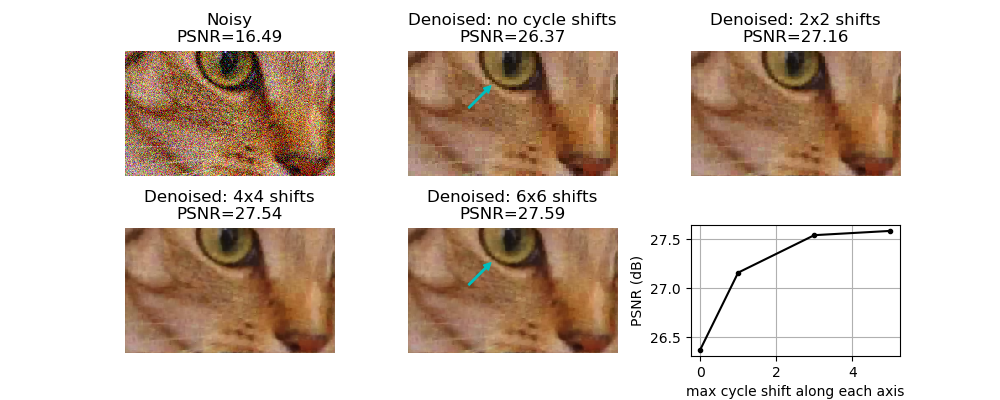 Noisy
PSNR=16.49
Denoised: no cycle shifts
PSNR=26.37
Denoised: 2x2 shifts
PSNR=27.16
Denoised: 4x4 shifts
PSNR=27.54
Denoised: 6x6 shifts
PSNR=27.59
PSNR (dB)
27.5
27.0
26.5
0 2 4
max cycle shift along each axis